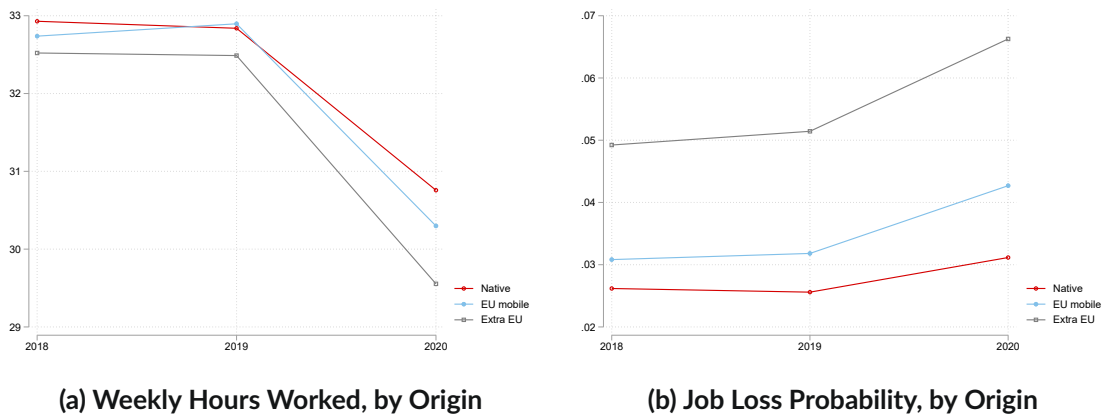 33
32
31
30
29
2018
2019
2020
Native
EU mobile
Extra EU
(a) Weekly Hours Worked, by Origin
.07
.06
.05
.04
.03
.02
2018
2019
2020
Native
EU mobile
Extra EU
(b) Job Loss Probability, by Origin